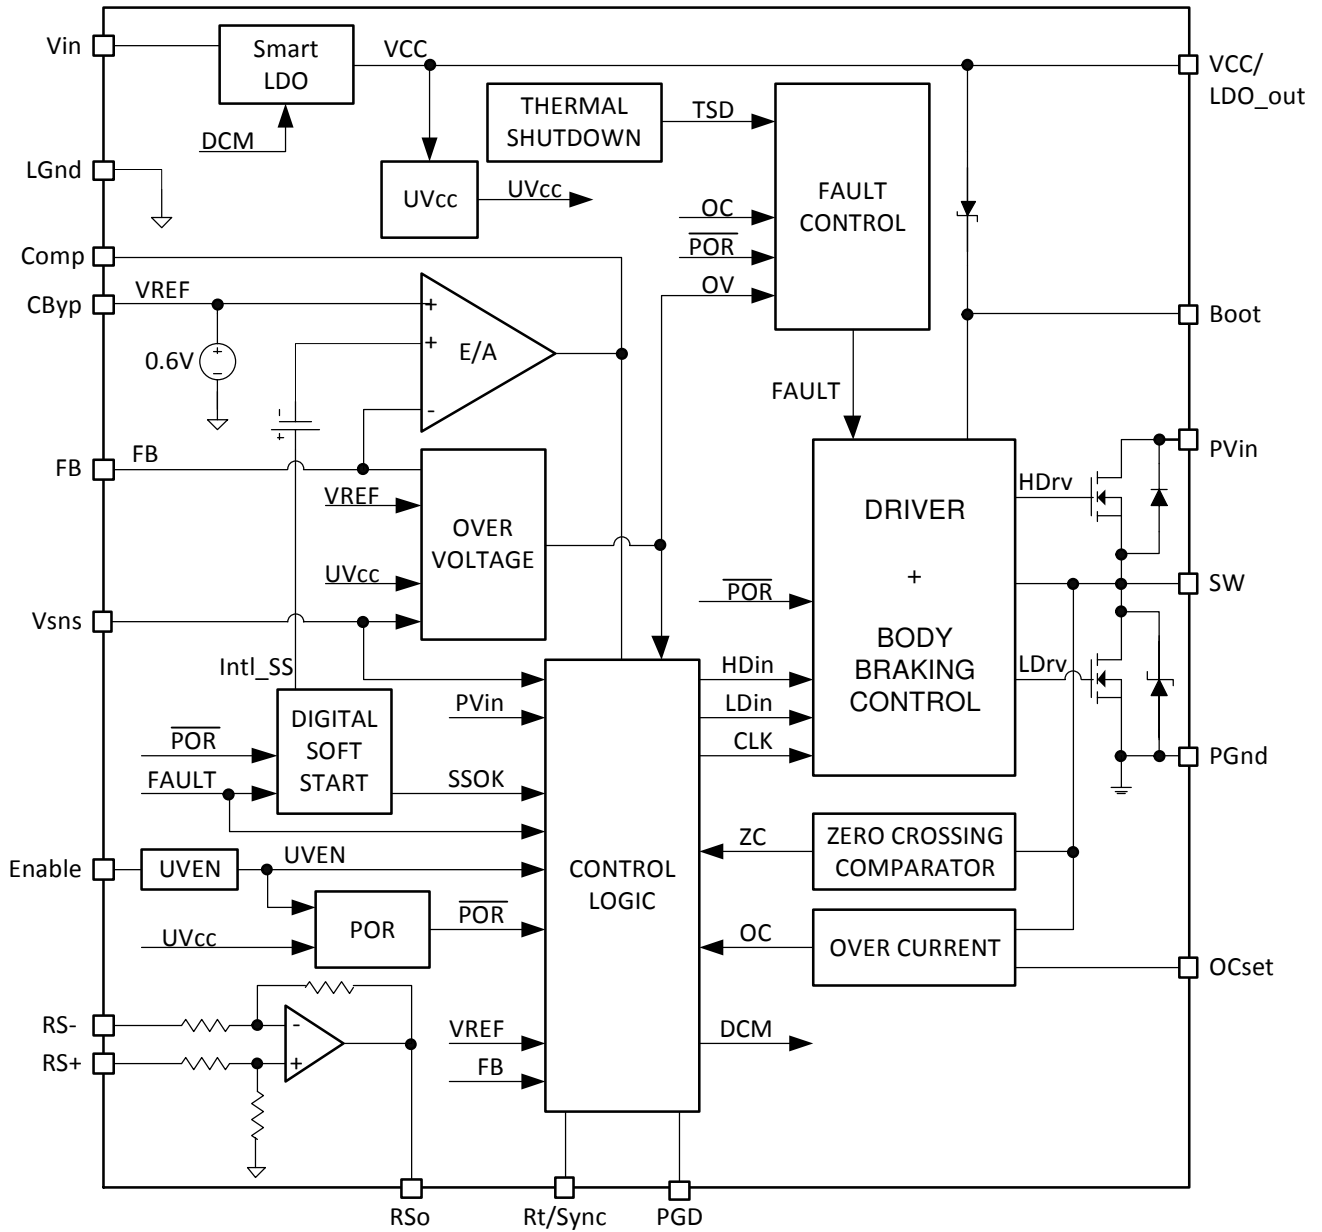 Vin
Smart
LDO
VCC
VCC/
LDO_out
DCM
THERMAL
SHUTDOWN
TSD
LGnd
UVcc
UVcc
FAULT
CONTROL
OC
POR
OV
Comp
CByp
VREF
+
+
-
E/A
0.6V
+
-
-
+
Boot
FAULT
FB
FB
VREF
UVcc
OVER
VOLTAGE
PVin
HDrv
DRIVER
+
BODY
BRAKING
CONTROL
POR
SW
LDrv
Vsns
Intl_SS
PVin
HDin
LDin
CLK
PGnd
POR
FAULT
DIGITAL
SOFT
START
SSOK
Enable
UVEN
UVEN
UVcc
POR
POR
CONTROL
LOGIC
ZC
ZERO CROSSING
COMPARATOR
OC
OVER CURRENT
OCset
RS-
RS+
-
+
VREF
FB
DCM
RSo
Rt/Sync
PGD